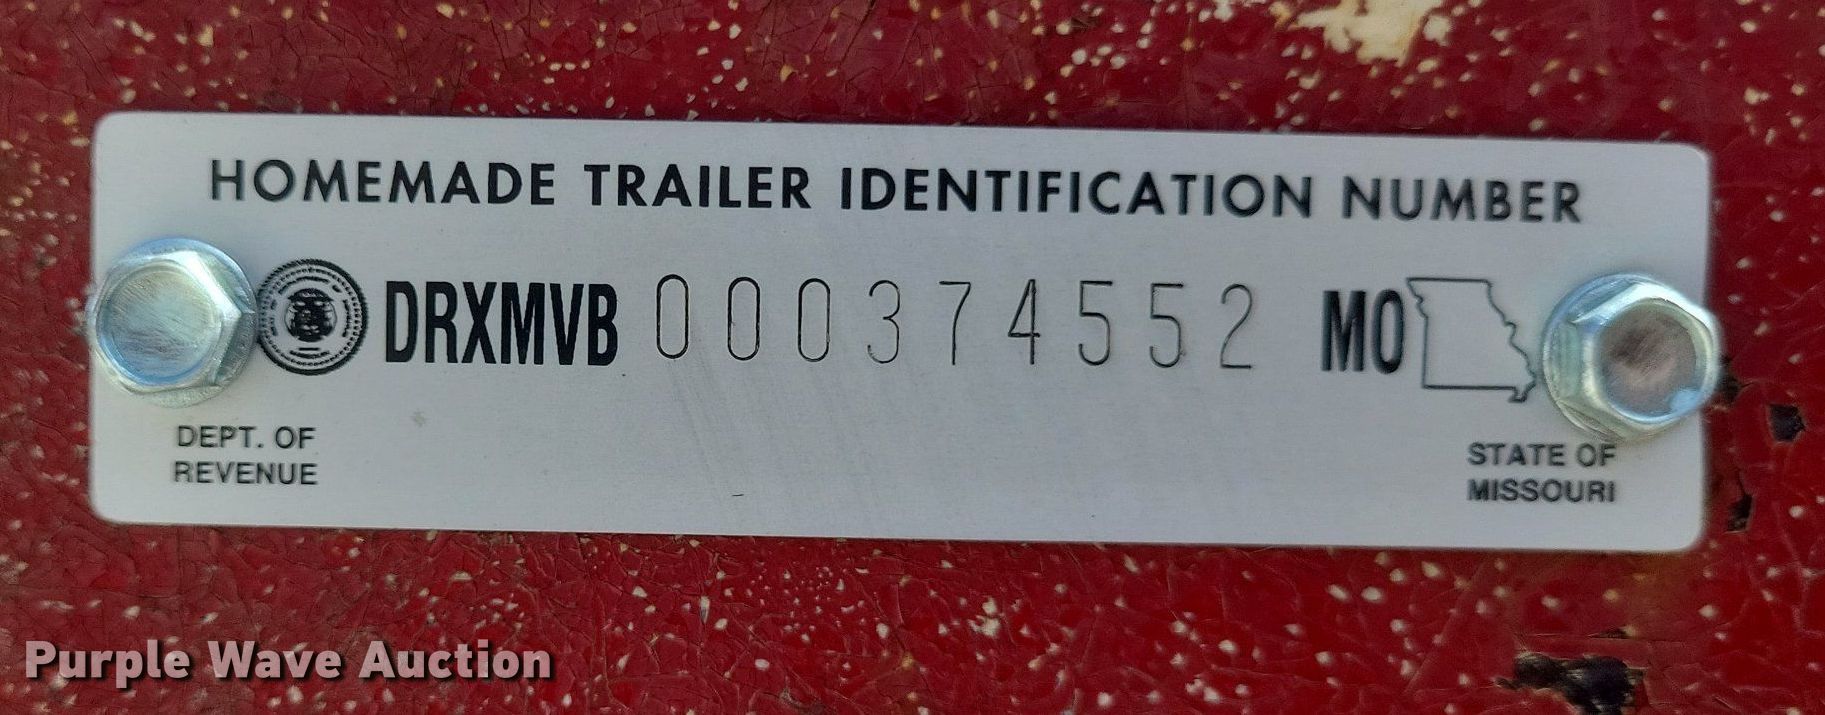 HOMEMADE TRAILER IDENTIFICATION NUMBER
DRXMVB 000374552 MO
DEPT. OF
REVENUE
STATE OF
MISSOURI
Purple Wave Auction